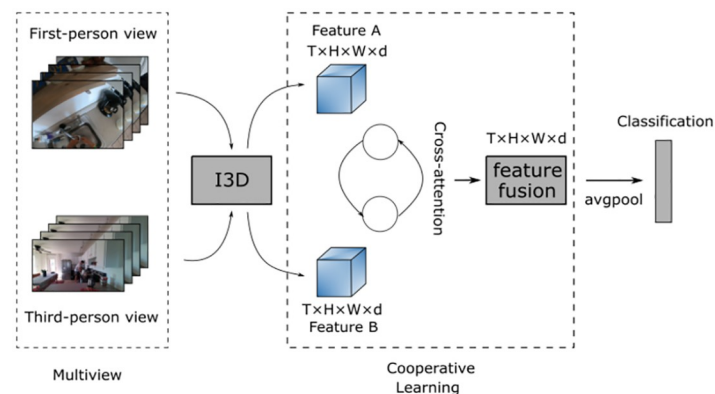 First-person view
Third-person view
Multiview
I3D
Feature A
T×H×W×d
T×H×W×d
Feature B
Cross-attention
T×H×W×d
feature
fusion
Cooperative
Learning
avgpool
Classification